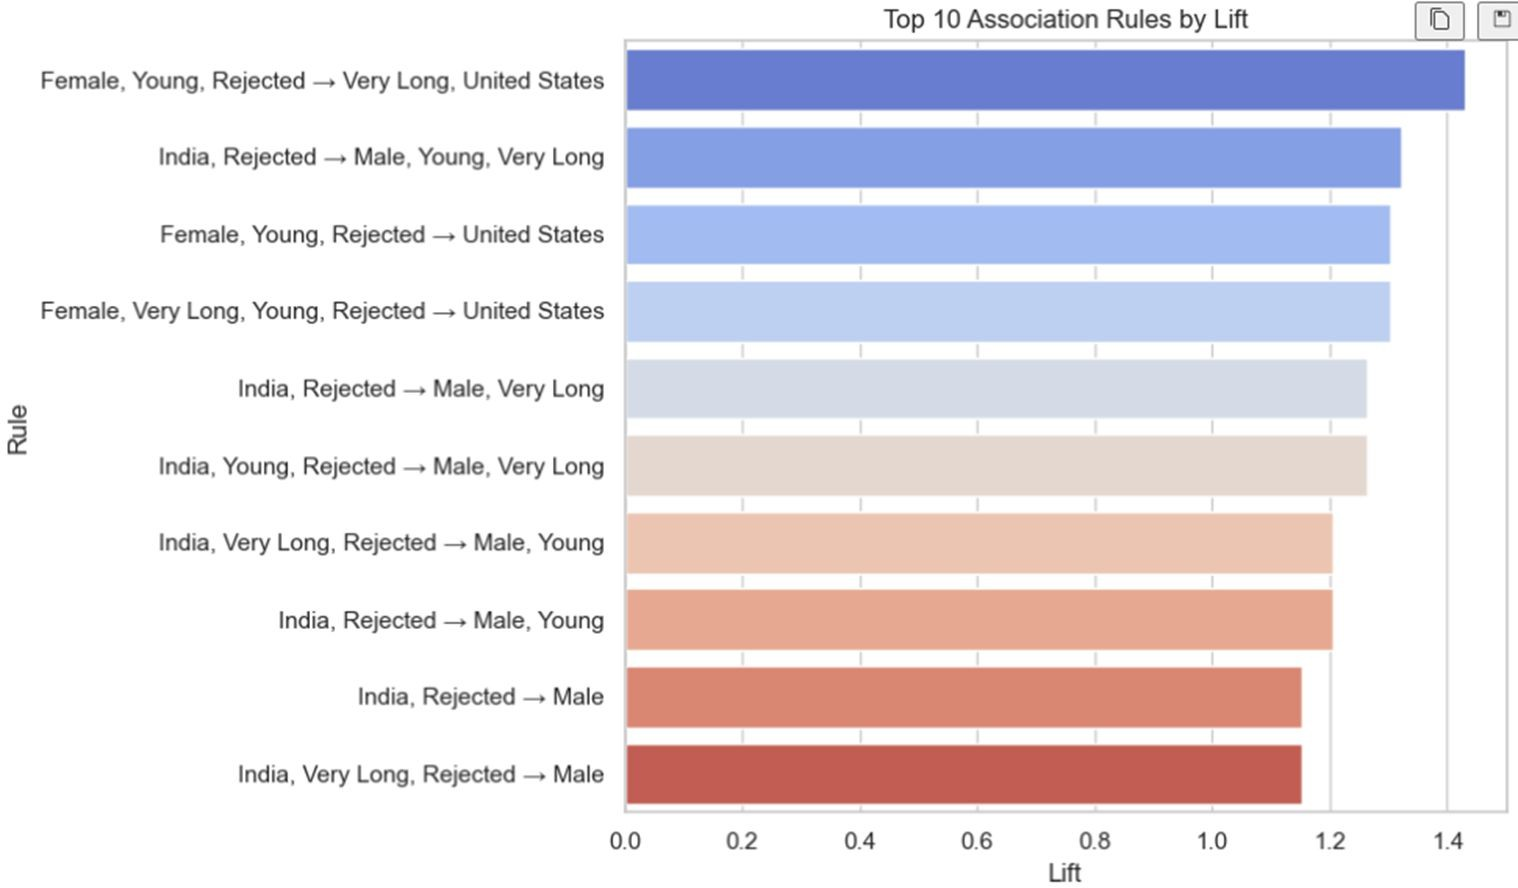 Top 10 Association Rules by Lift
Female, Young, Rejected → Very Long, United States
India, Rejected → Male, Young, Very Long
Female, Young, Rejected → United States
Female, Very Long, Young, Rejected → United States
India, Rejected → Male, Very Long
India, Young, Rejected → Male, Very Long
India, Very Long, Rejected → Male, Young
India, Rejected → Male, Young
India, Rejected → Male
India, Very Long, Rejected → Male
Rule
0.0 0.2 0.4 0.6 0.8 1.0 1.2 1.4
Lift